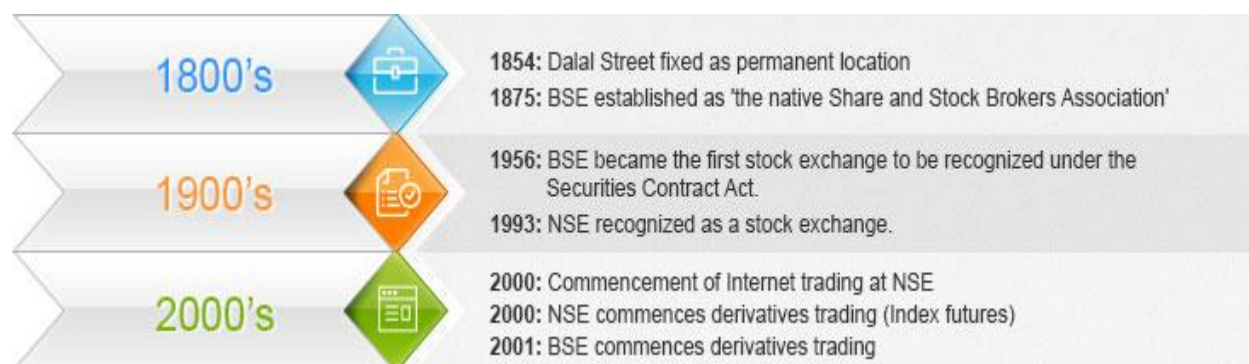 1800's
1854: Dalal Street fixed as permanent location
1875: BSE established as 'the native Share and Stock Brokers Association'
1900's
1956: BSE became the first stock exchange to be recognized under the
Securities Contract Act.
1993: NSE recognized as a stock exchange.
2000's
2000: Commencement of Internet trading at NSE
2000: NSE commences derivatives trading (Index futures)
2001: BSE commences derivatives trading